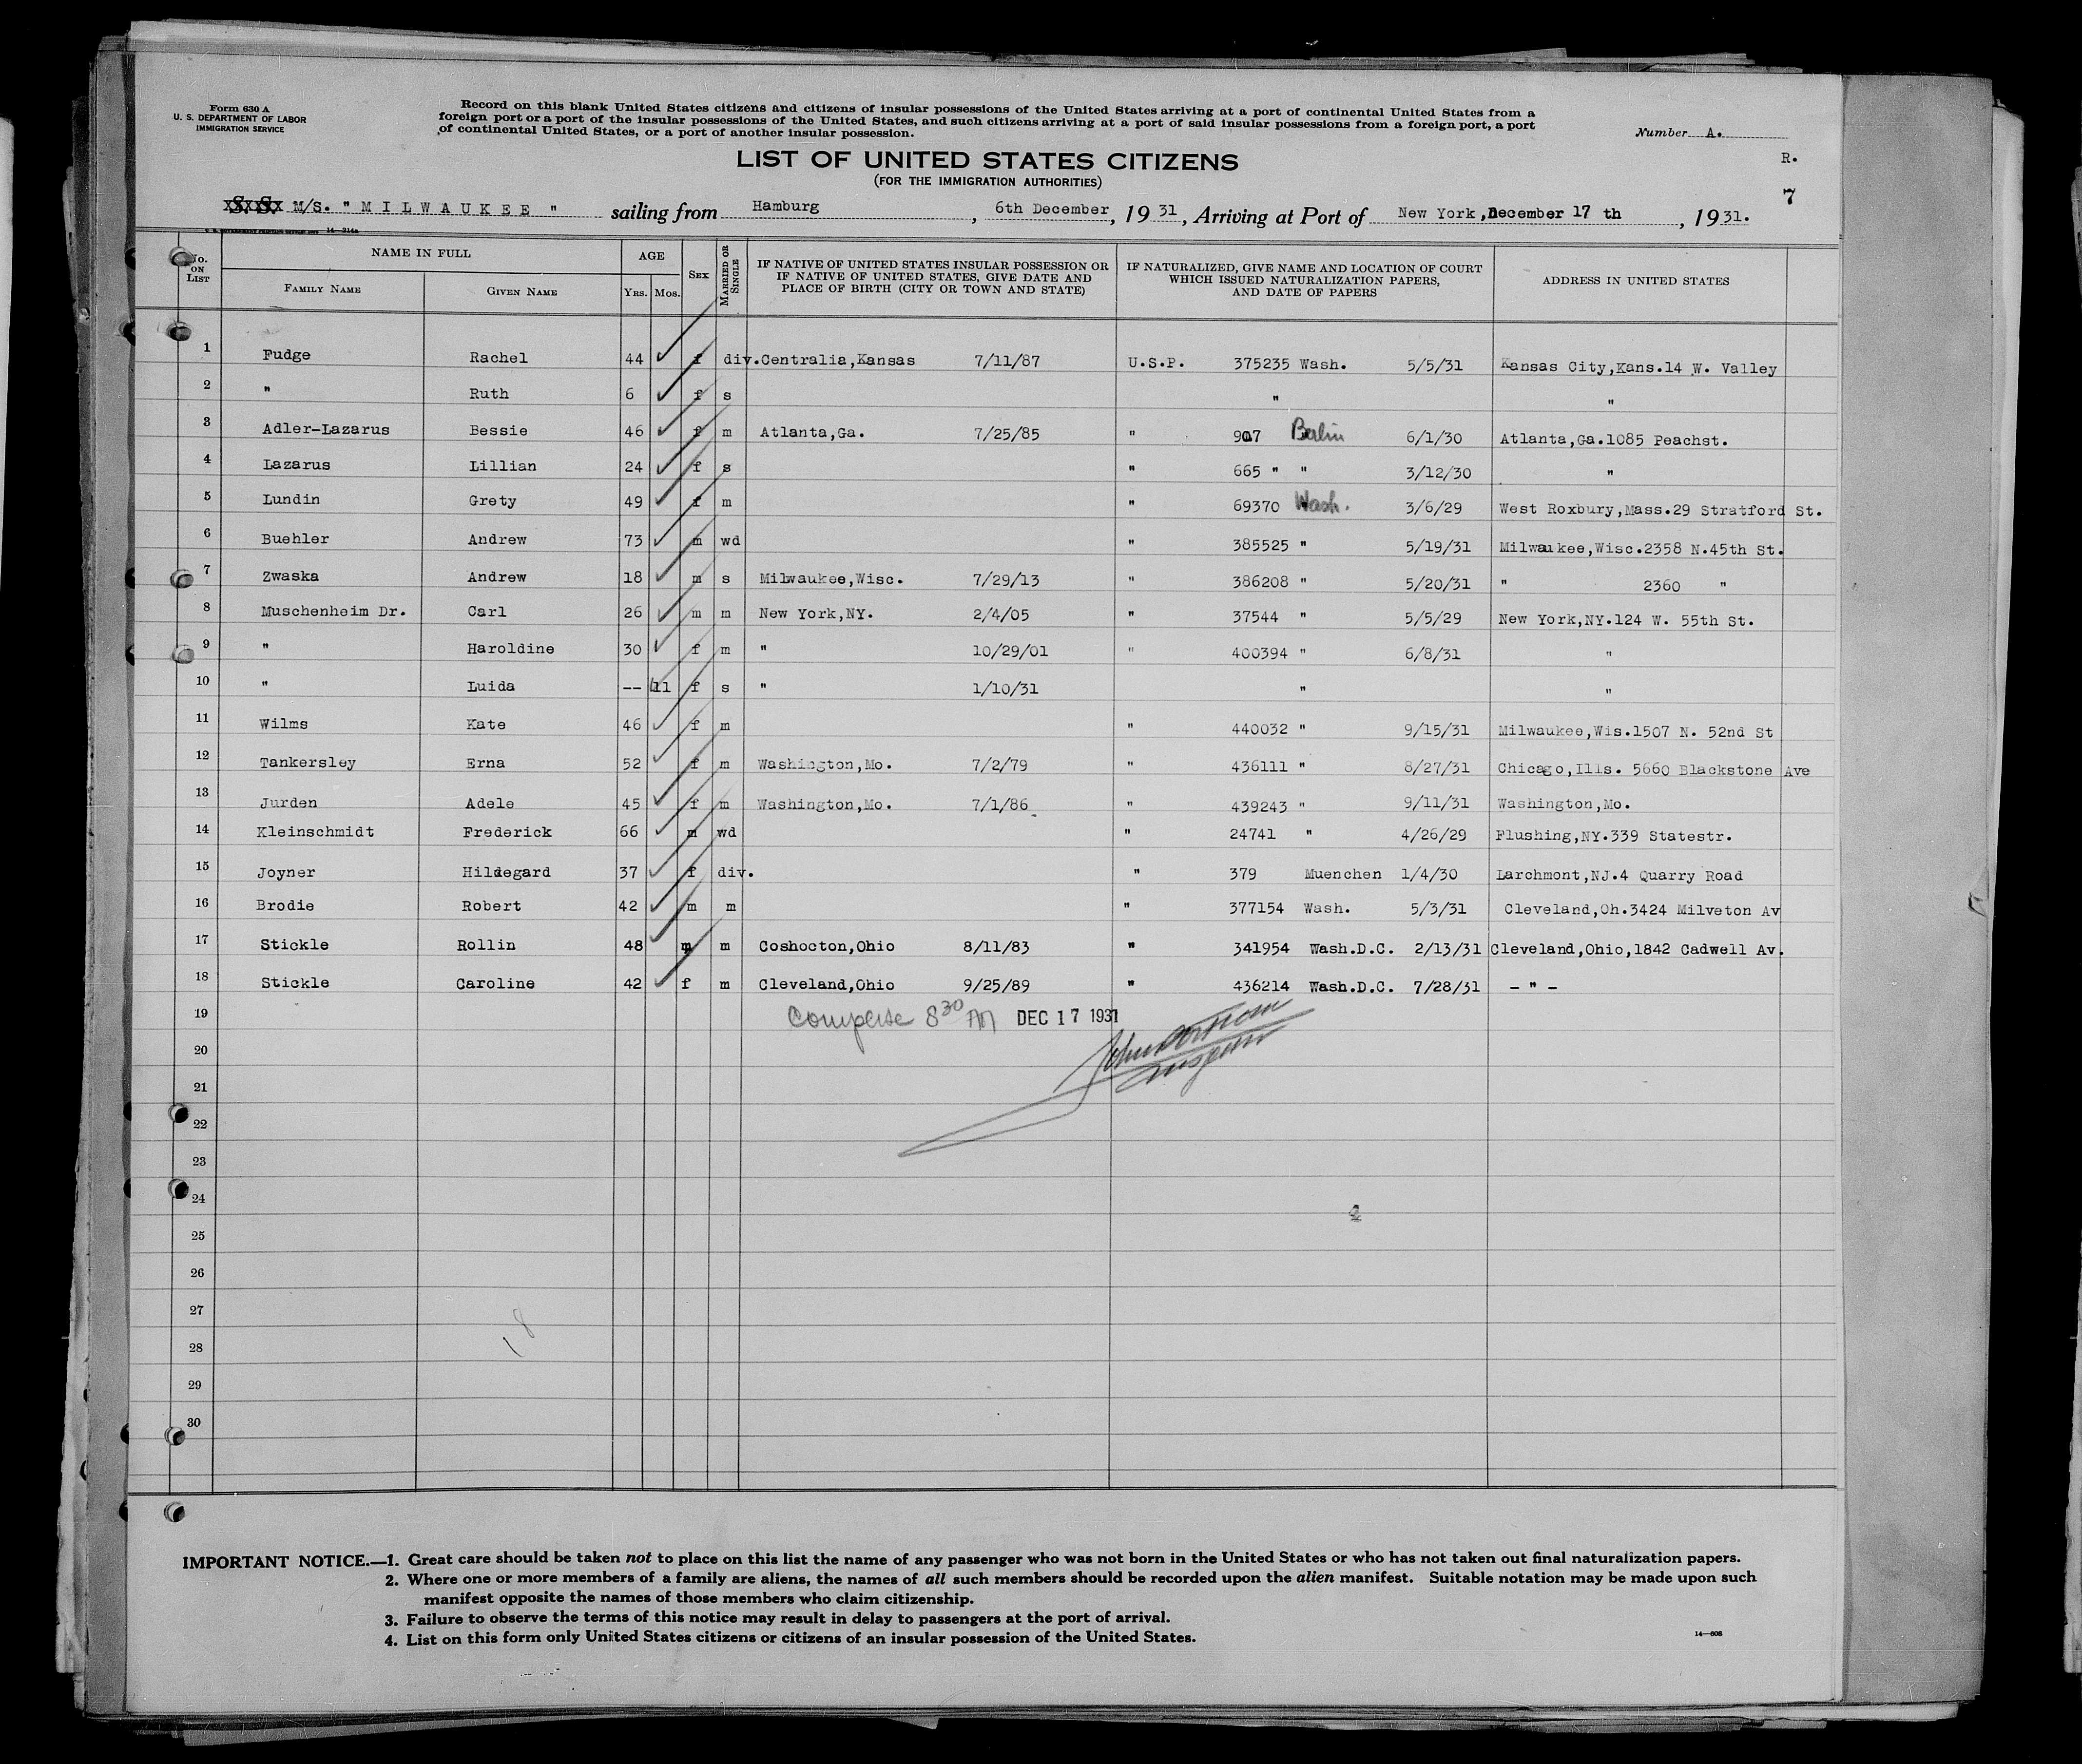 Form 630 A
U. S. DEPARTMENT OF LABOR
IMMIGRATION SERVICE
Record on this blank United States citizens and citizens of insular possessions of the United States arriving at a port of continental United States from a
foreign port or a port of the insular possessions of the United States, and such citizens arriving at a port of said insular possessions from a foreign port, a port
of continental United States, or a port of another insular possession.
Number A.
LIST OF UNITED STATES CITIZENS
R.
(FOR THE IMMIGRATION AUTHORITIES)
7
S. S. M/S. " M I L W A U K E E " sailing from Hamburg, 6th December, 1931, Arriving at Port of New York, December 17 th, 1931.
No. ON LIST
NAME IN FULL
FAMILY NAME
GIVEN NAME
AGE
YRS. MOS.
SEX
MARRIED OR SINGLE
IF NATIVE OF UNITED STATES INSULAR POSSESSION OR
IF NATIVE OF UNITED STATES, GIVE DATE AND
PLACE OF BIRTH (CITY OR TOWN AND STATE)
IF NATURALIZED, GIVE NAME AND LOCATION OF COURT
WHICH ISSUED NATURALIZATION PAPERS,
AND DATE OF PAPERS
ADDRESS IN UNITED STATES
1 Fudge Rachel 44 f div. Centralia,Kansas 7/11/87 U.S.P. 375235 Wash. 5/5/31 Kansas City,Kans.14 W. Valley
2 " Ruth 6 f s " "
3 Adler-Lazarus Bessie 46 f m Atlanta,Ga. 7/25/85 " 907 Berlin 6/1/30 Atlanta,Ga.1085 Peachst.
4 Lazarus Lillian 24 f s " 665 " " 3/12/30 "
5 Lundin Grety 49 f m " 69370 Wash. 3/6/29 West Roxbury,Mass.29 Stratford St.
6 Buehler Andrew 73 m wd " 385525 " 5/19/31 Milwaukee,Wisc.2358 N.45th St.
7 Zwaska Andrew 18 m s Milwaukee,Wisc. 7/29/13 " 386208 " 5/20/31 " 2360 "
8 Muschenheim Dr. Carl 26 m m New York,NY. 2/4/05 " 37544 " 5/5/29 New York,NY.124 W. 55th St.
9 " Haroldine 30 f m " 10/29/01 " 400394 " 6/8/31 "
10 " Luida -- 11 f s " 1/10/31 " "
11 Wilms Kate 46 f m " 440032 " 9/15/31 Milwaukee,Wis.1507 N. 52nd St
12 Tankersley Erna 52 f m Washington,Mo. 7/2/79 " 436111 " 8/27/31 Chicago,Ills. 5660 Blackstone Ave
13 Jurden Adele 45 f m Washington,Mo. 7/1/86 " 439243 " 9/11/31 Washington,Mo.
14 Kleinschmidt Frederick 66 m wd " 24741 " 4/26/29 Flushing,NY.339 Statestr.
15 Joyner Hildegard 37 f div. " 379 Muenchen 1/4/30 Larchmont,NJ.4 Quarry Road
16 Brodie Robert 42 m m " 377154 Wash. 5/3/31 Cleveland,Oh.3424 Milveton Av
17 Stickle Rollin 48 m m Coshocton,Ohio 8/11/83 " 341954 Wash.D.C. 2/13/31 Cleveland,Ohio,1842 Cadwell Av.
18 Stickle Caroline 42 f m Cleveland,Ohio 9/25/89 " 436214 Wash.D.C. 7/28/31 - " -
19 8 30 AM DEC 17 1931
20
21
22
23
24
25
26
27
28
29
30
18
IMPORTANT NOTICE.—1. Great care should be taken not to place on this list the name of any passenger who was not born in the United States or who has not taken out final naturalization papers.
2. Where one or more members of a family are aliens, the names of all such members should be recorded upon the alien manifest. Suitable notation may be made upon such
manifest opposite the names of those members who claim citizenship.
3. Failure to observe the terms of this notice may result in delay to passengers at the port of arrival.
4. List on this form only United States citizens or citizens of an insular possession of the United States.
14—608